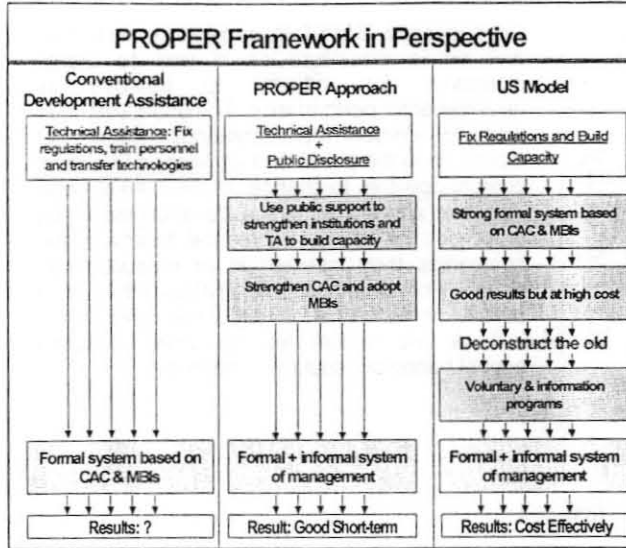 PROPER Framework in Perspective
Conventional
Development Assistance
Technical Assistance: Fix
regulations, train personnel
and transfer technologies
Formal system based on
CAC & MBIs
Results: ?
PROPER Approach
Technical Assistance
+
Public Disclosure
Use public support to
strengthen institutions and
TA to build capacity
Strengthen CAC and adopt
MBIs
Formal + informal system
of management
Result: Good Short-term
US Model
Fix Regulations and Build
Capacity
Strong formal system based
on CAC & MBIs
Good results but at high cost
Deconstruct the old
Voluntary & information
programs
Formal + informal system
of management
Results: Cost Effectively